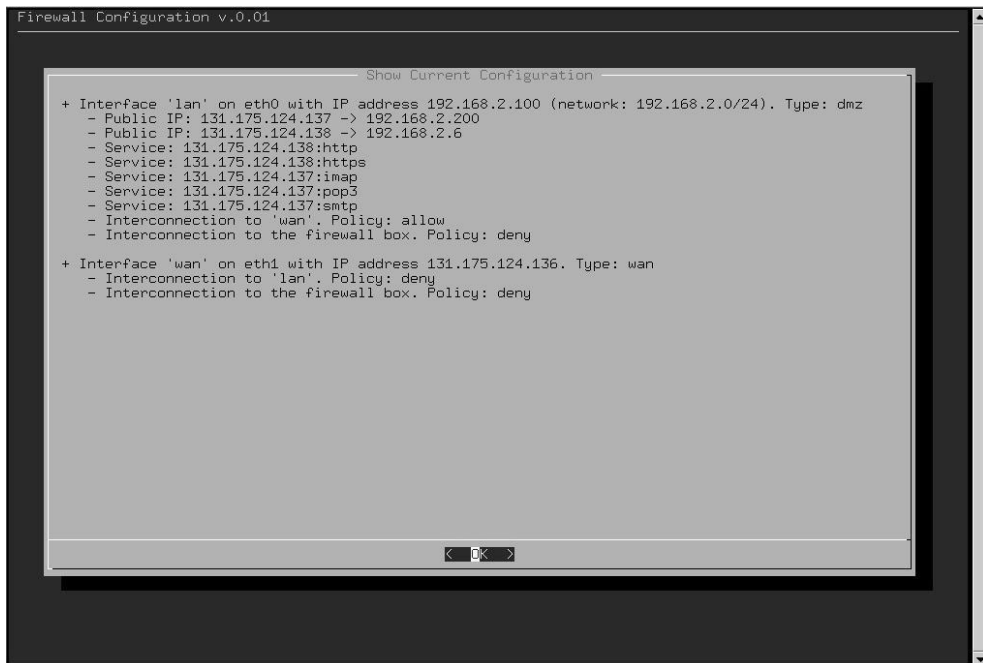 Firewall Configuration v.0.01
Show Current Configuration
+ Interface 'lan' on eth0 with IP address 192.168.2.100 (network: 192.168.2.0/24). Type: dmz
- Public IP: 131.175.124.137 -> 192.168.2.200
- Public IP: 131.175.124.138 -> 192.168.2.6
- Service: 131.175.124.138:http
- Service: 131.175.124.138:https
- Service: 131.175.124.137:imap
- Service: 131.175.124.137:pop3
- Service: 131.175.124.137:smtp
- Interconnection to 'wan'. Policy: allow
- Interconnection to the firewall box. Policy: deny
+ Interface 'wan' on eth1 with IP address 131.175.124.136. Type: wan
- Interconnection to 'lan'. Policy: deny
- Interconnection to the firewall box. Policy: deny
< OK >